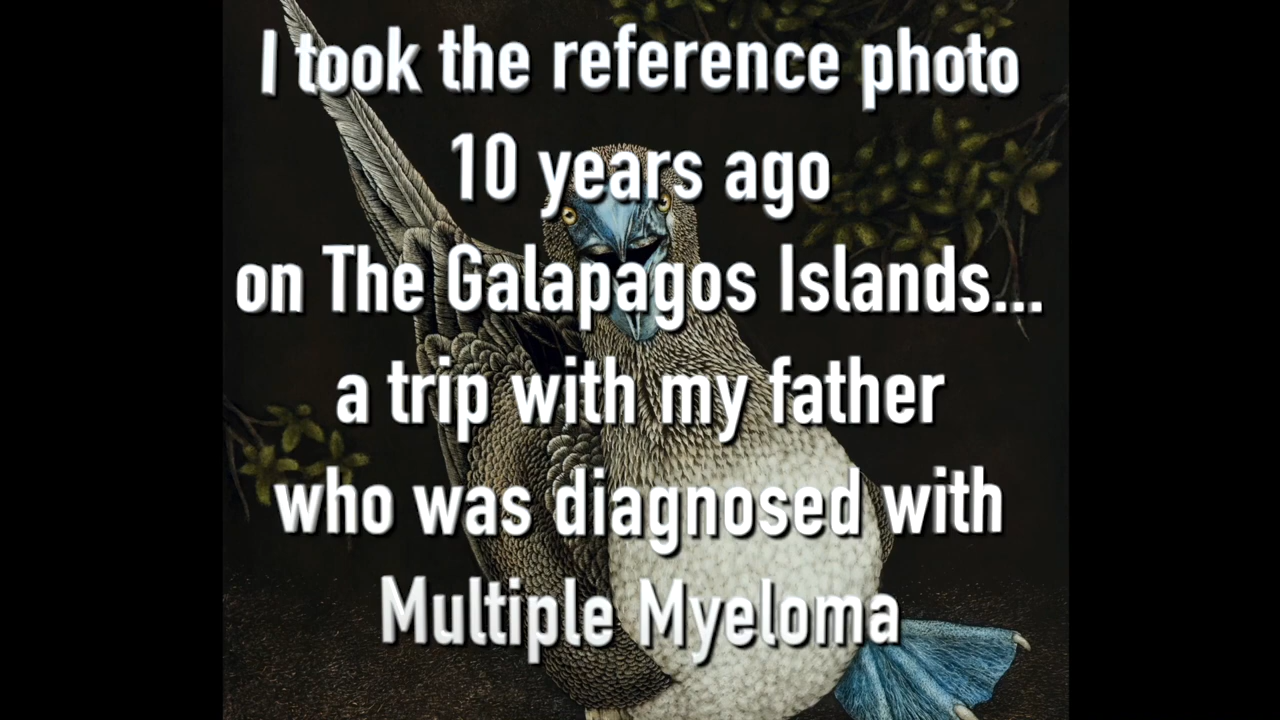 I took the reference photo
10 years ago
on The Galapagos Islands...
a trip with my father
who was diagnosed with
Multiple Myeloma